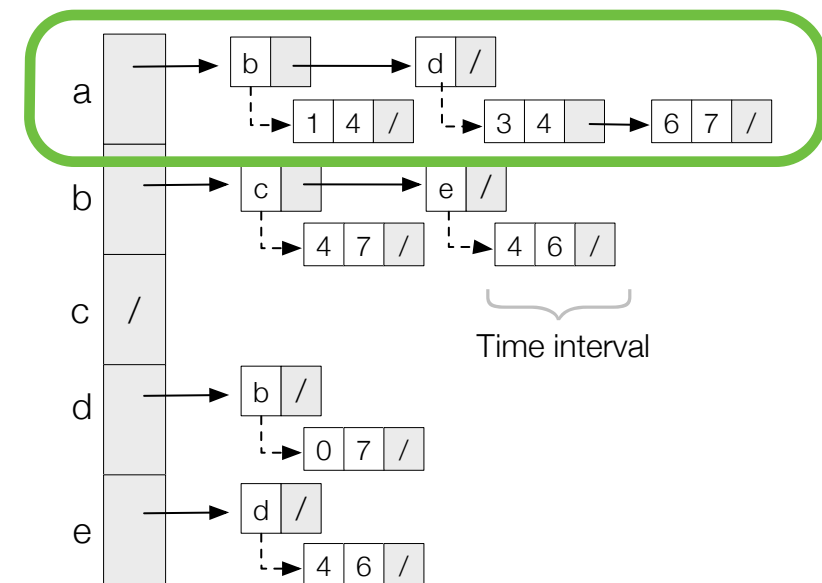 b d /
a
1 4 / 3 4 6 7 /
b c e /
4 7 / 4 6 /
c /
Time interval
b /
d
0 7 /
d /
e
4 6 /